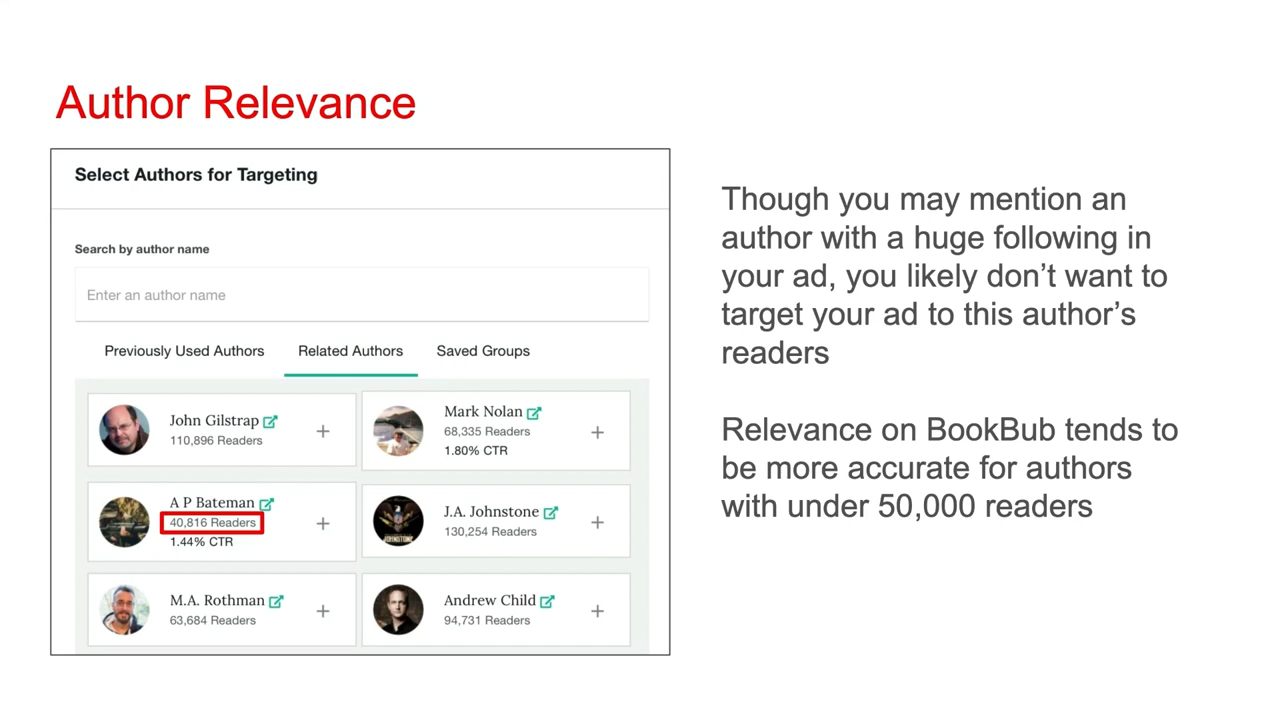 Author Relevance
Select Authors for Targeting
Search by author name
Enter an author name
Previously Used Authors
Related Authors
Saved Groups
John Gilstrap
110,896 Readers
Mark Nolan
68,335 Readers
1.80% CTR
A P Bateman
40,816 Readers
1.44% CTR
J.A. Johnstone
130,254 Readers
M.A. Rothman
63,684 Readers
Andrew Child
94,731 Readers
Though you may mention an
author with a huge following in
your ad, you likely don’t want to
target your ad to this author’s
readers
Relevance on BookBub tends to
be more accurate for authors
with under 50,000 readers